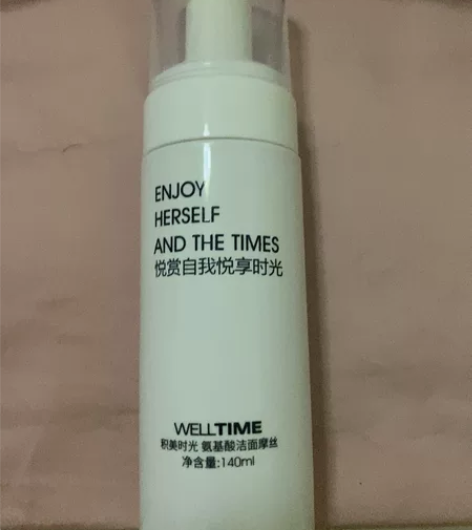 ENJOY
HERSELF
AND THE TIMES
悦赏自我悦享时光
WELLTIME
积美时光 氨基酸洁面摩丝
净含量:140ml